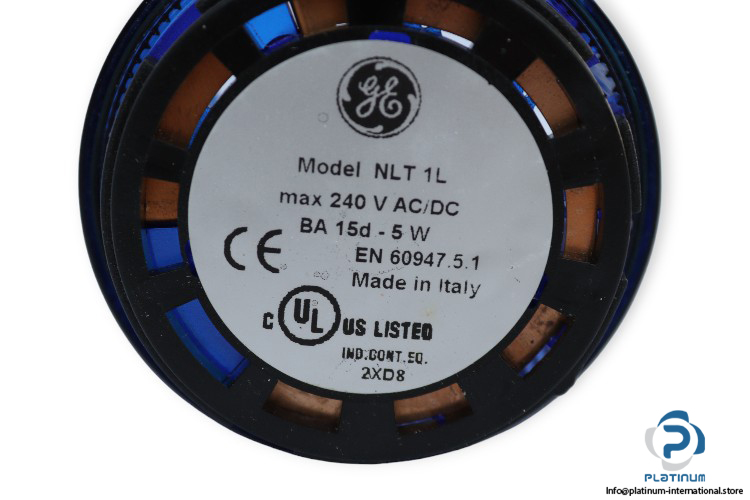 GE
Model NLT 1L
max 240 V AC/DC
BA 15d - 5 W
CE
EN 60947.5.1
Made in Italy
C UL US LISTED
IND.CONT.EQ.
2XD8
P
PLATINUM
Info@platinum-international.store